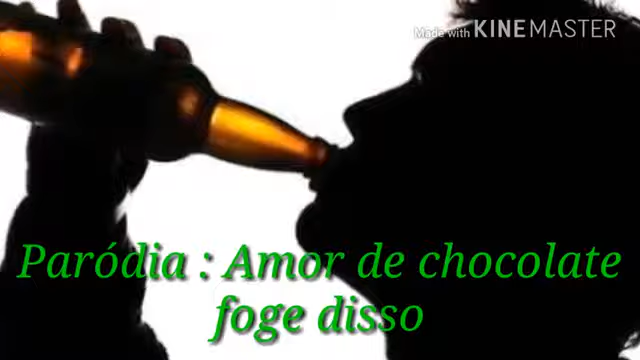 Made with KINEMASTER
Paródia : Amor de chocolate
foge disso